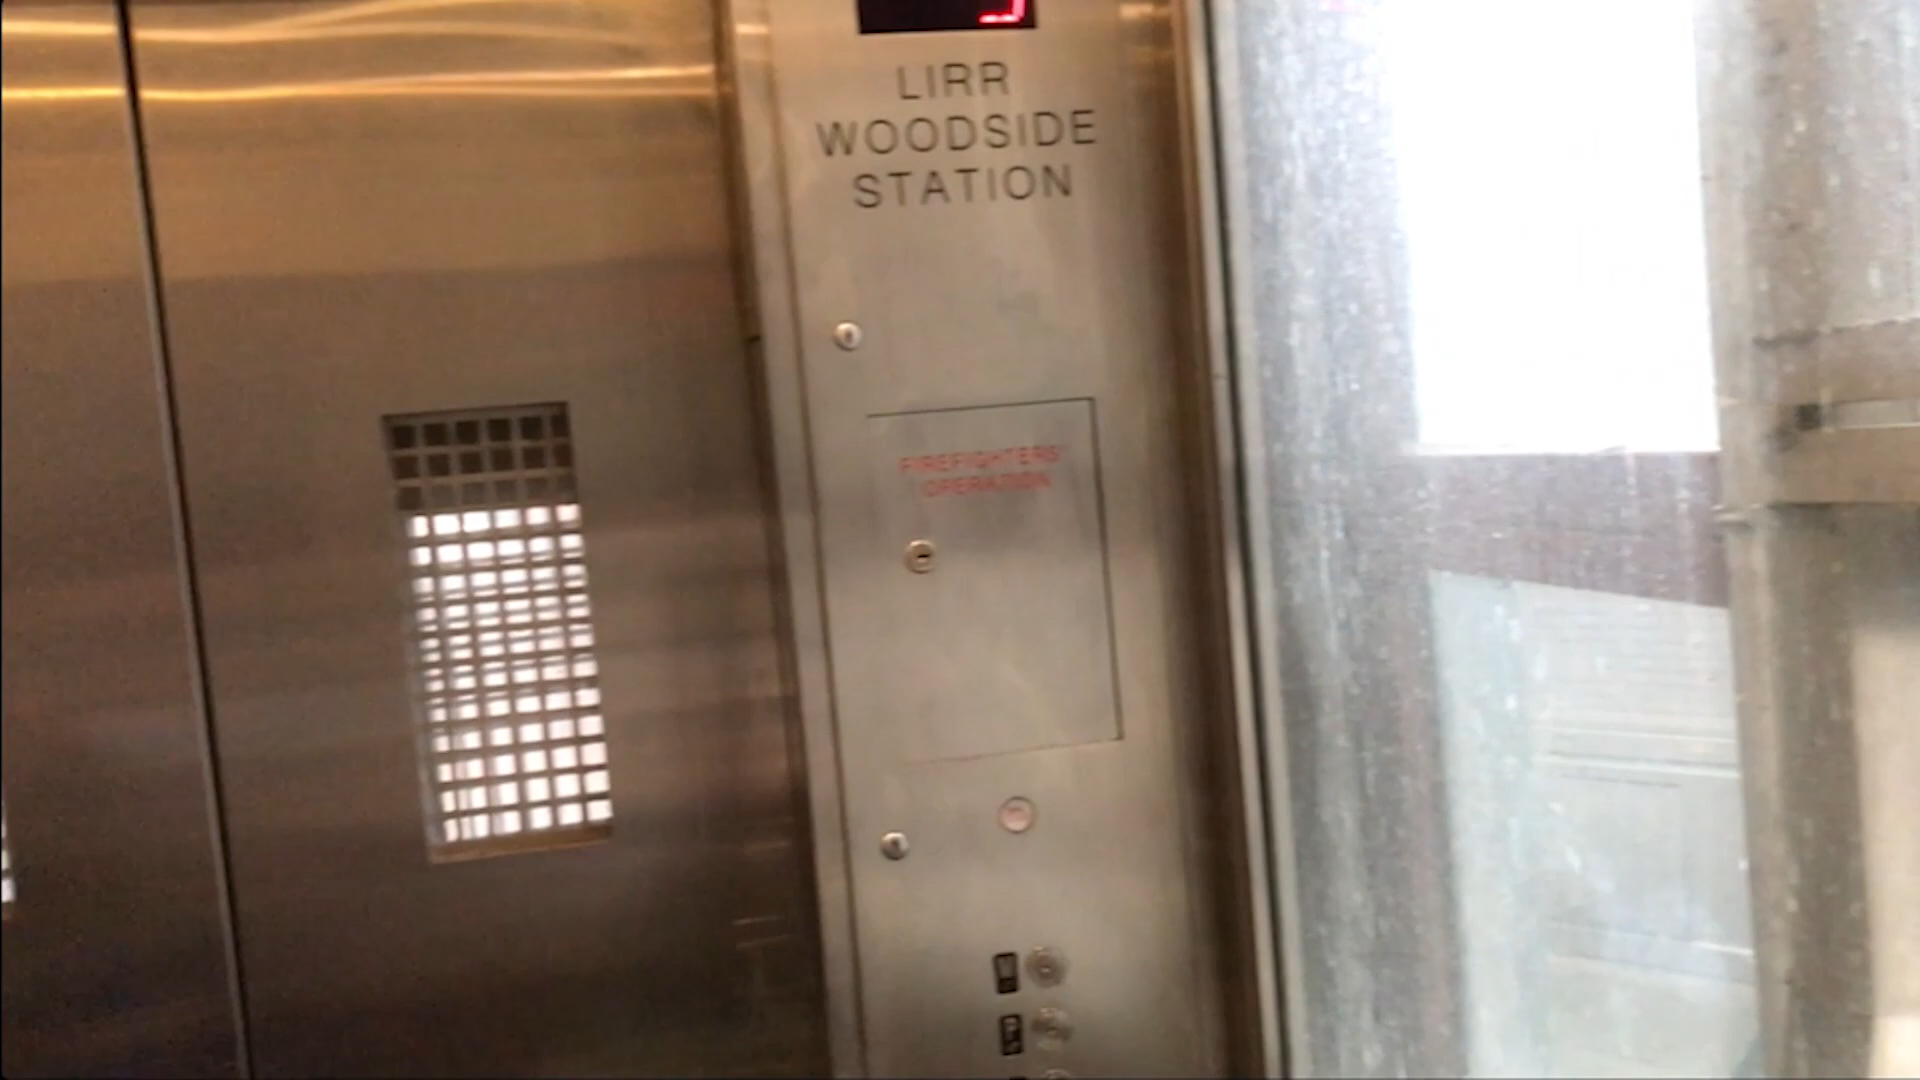 LIRR
WOODSIDE
STATION
FIREFIGHTERS'
OPERATION